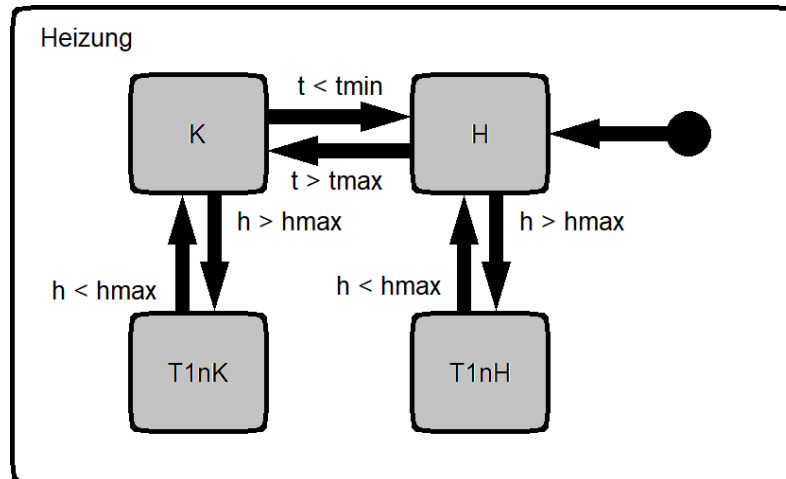 Heizung
t < tmin
K
H
t > tmax
h > hmax
h > hmax
h < hmax
h < hmax
T1nK
T1nH